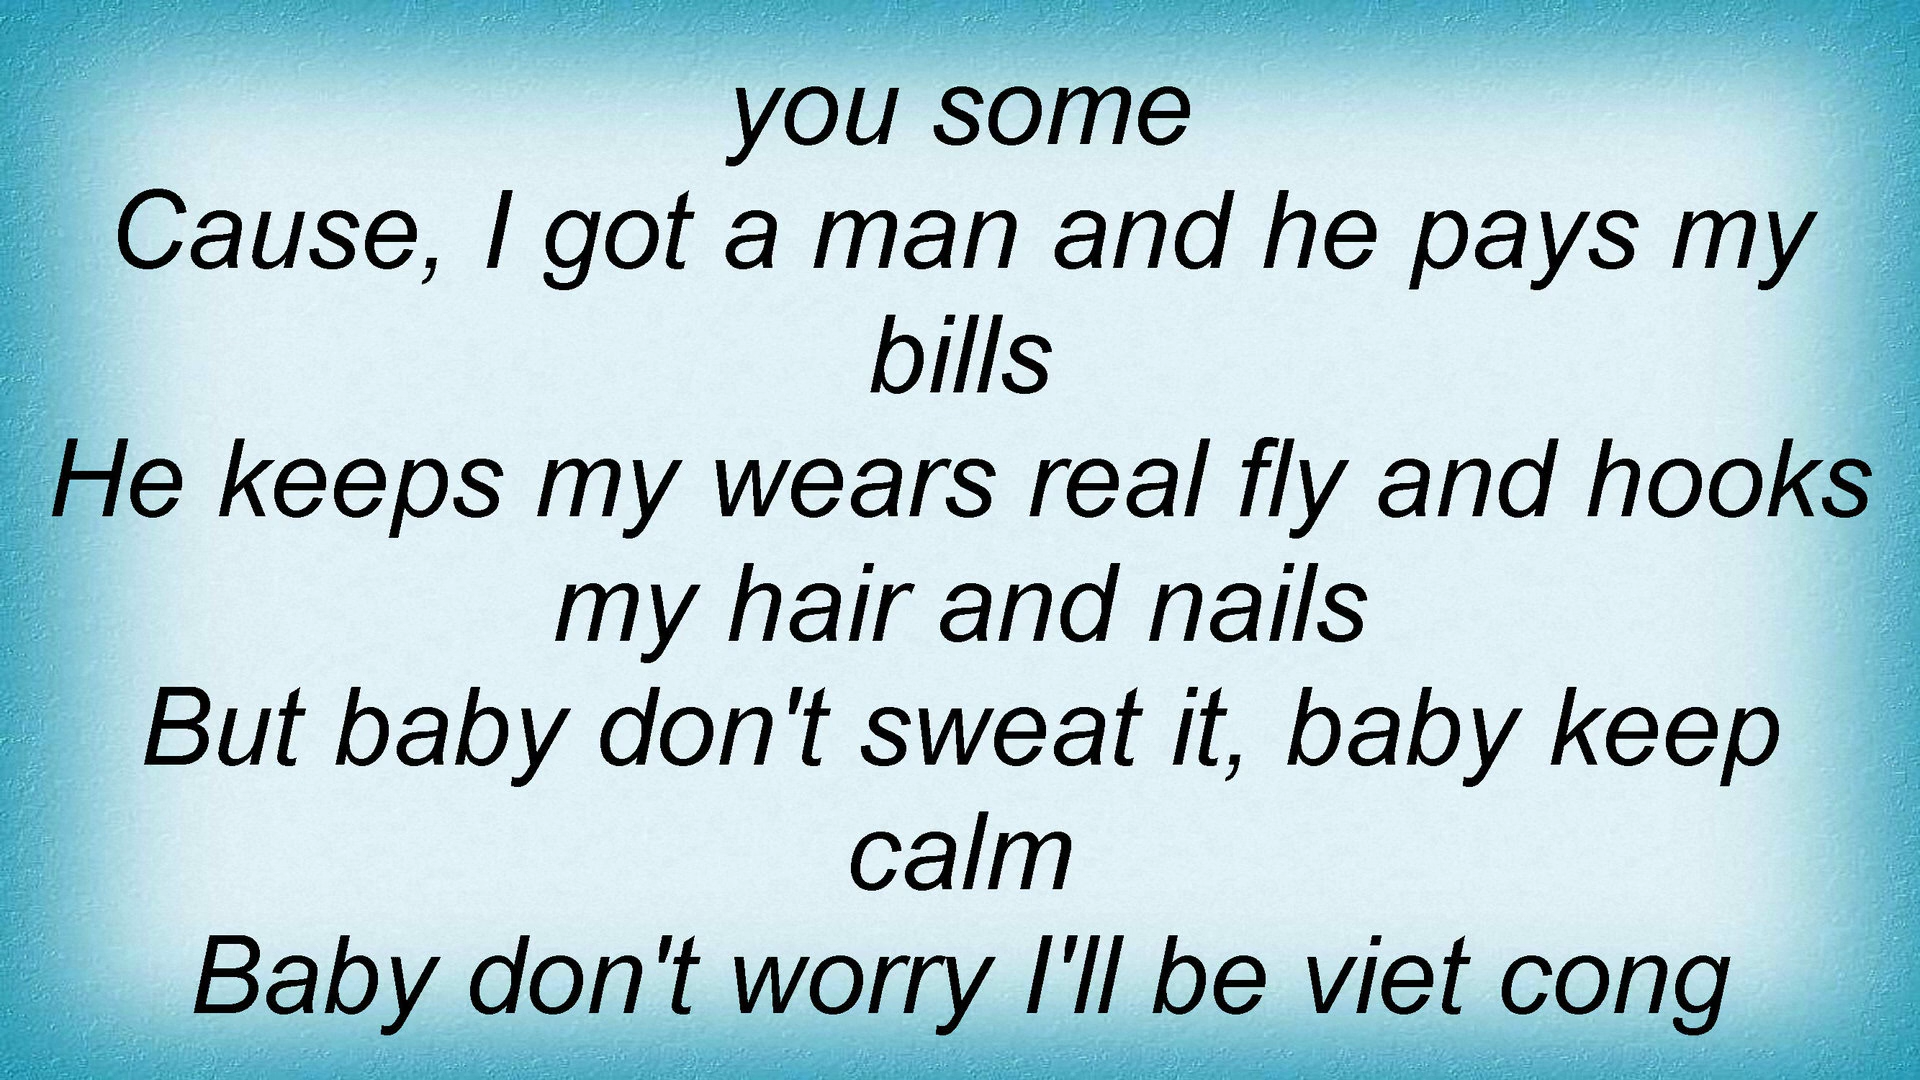 you some
Cause, I got a man and he pays my
bills
He keeps my wears real fly and hooks
my hair and nails
But baby don't sweat it, baby keep
calm
Baby don't worry I'll be viet cong